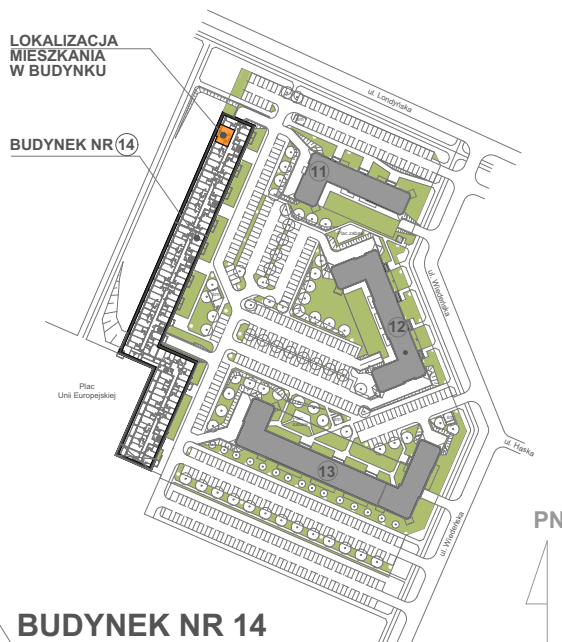 LOKALIZACJA
MIESZKANIA
W BUDYNKU
BUDYNEK NR 14
ul. Londyńska
11
ul. Wiedeńska
12
Plac
Unii Europejskiej
ul. Haska
13
ul. Wiedeńska
PN
BUDYNEK NR 14